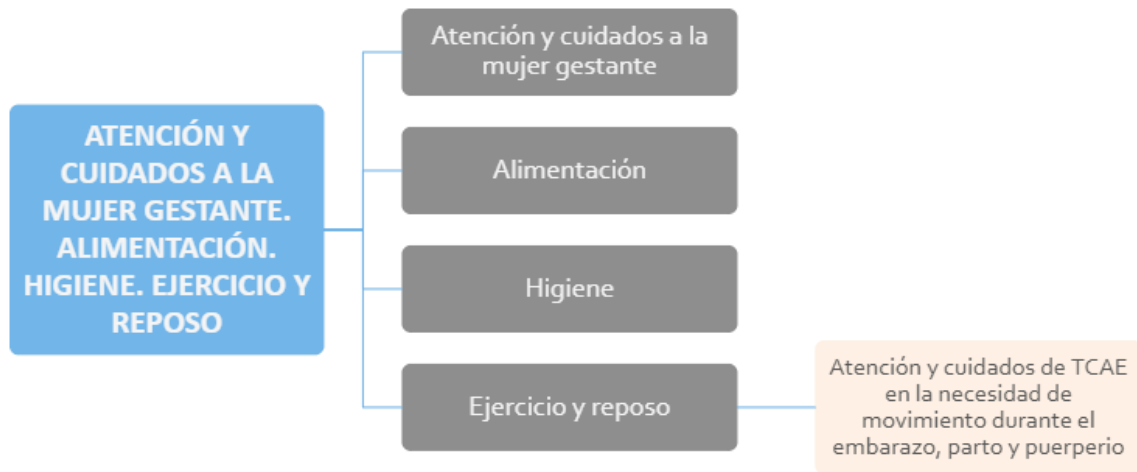 ATENCIÓN Y
CUIDADOS A LA
MUJER GESTANTE.
ALIMENTACIÓN.
HIGIENE. EJERCICIO Y
REPOSO
Atención y cuidados a la
mujer gestante
Alimentación
Higiene
Ejercicio y reposo
Atención y cuidados de TCAE
en la necesidad de
movimiento durante el
embarazo, parto y puerperio